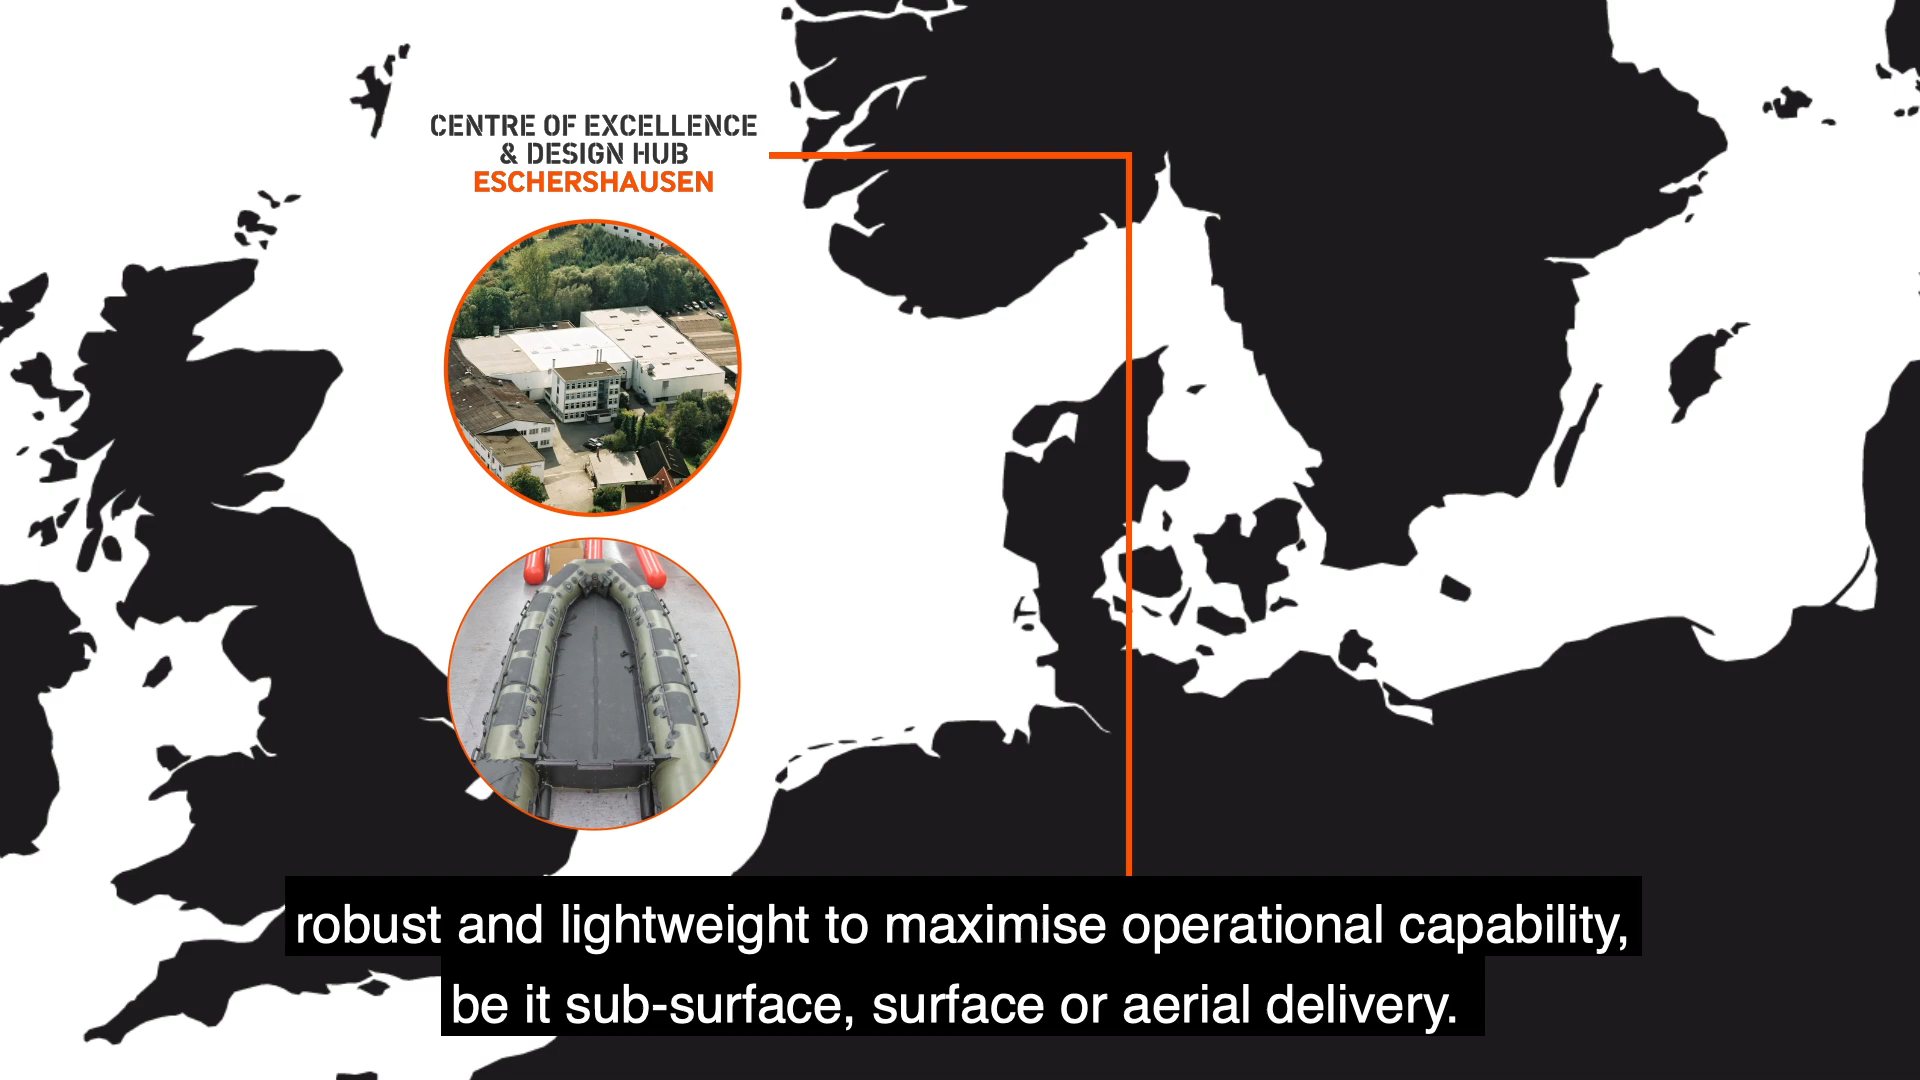 CENTRE OF EXCELLENCE
& DESIGN HUB
ESCHERSHAUSEN
robust and lightweight to maximise operational capability,
be it sub-surface, surface or aerial delivery.